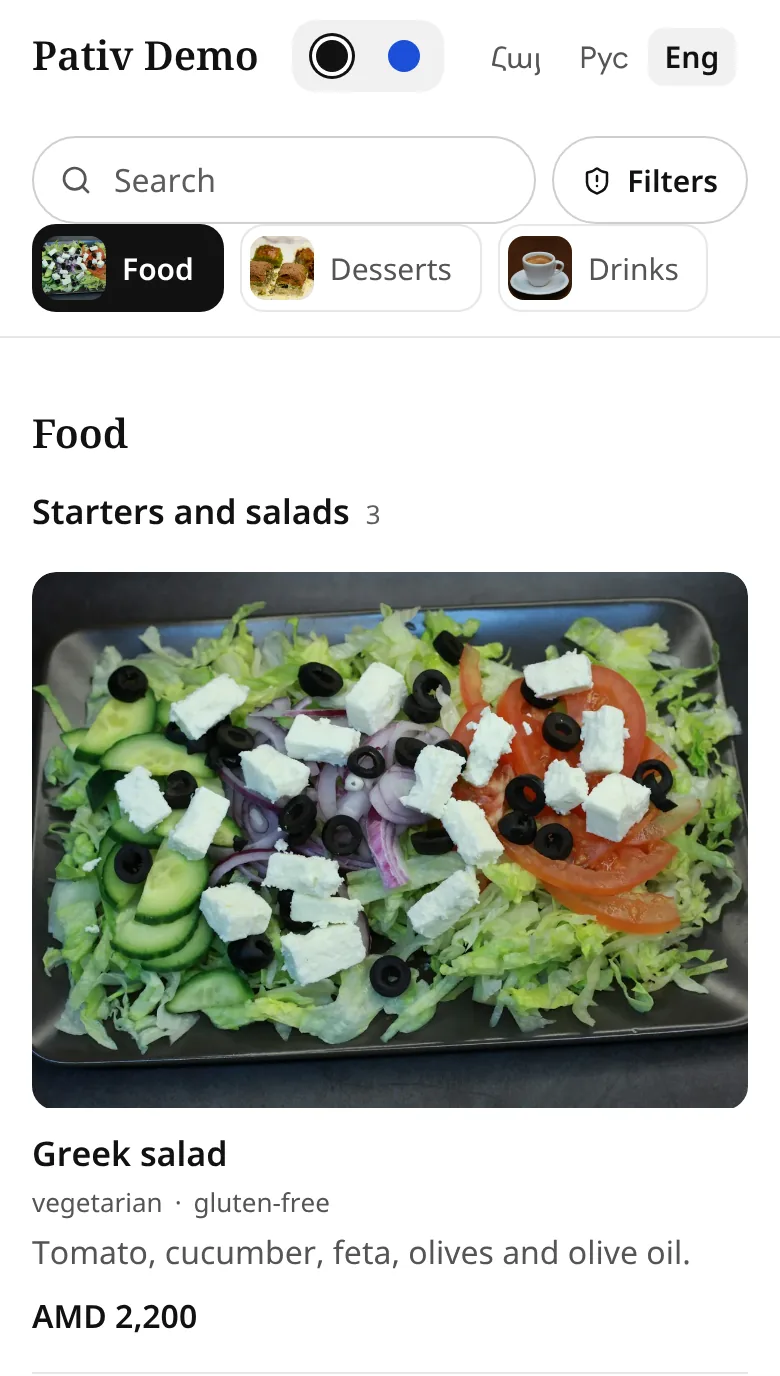 Pativ Demo Հայ Рус Eng
Search Filters
Food Desserts Drinks
Food
Starters and salads 3
Greek salad
vegetarian · gluten-free
Tomato, cucumber, feta, olives and olive oil.
AMD 2,200